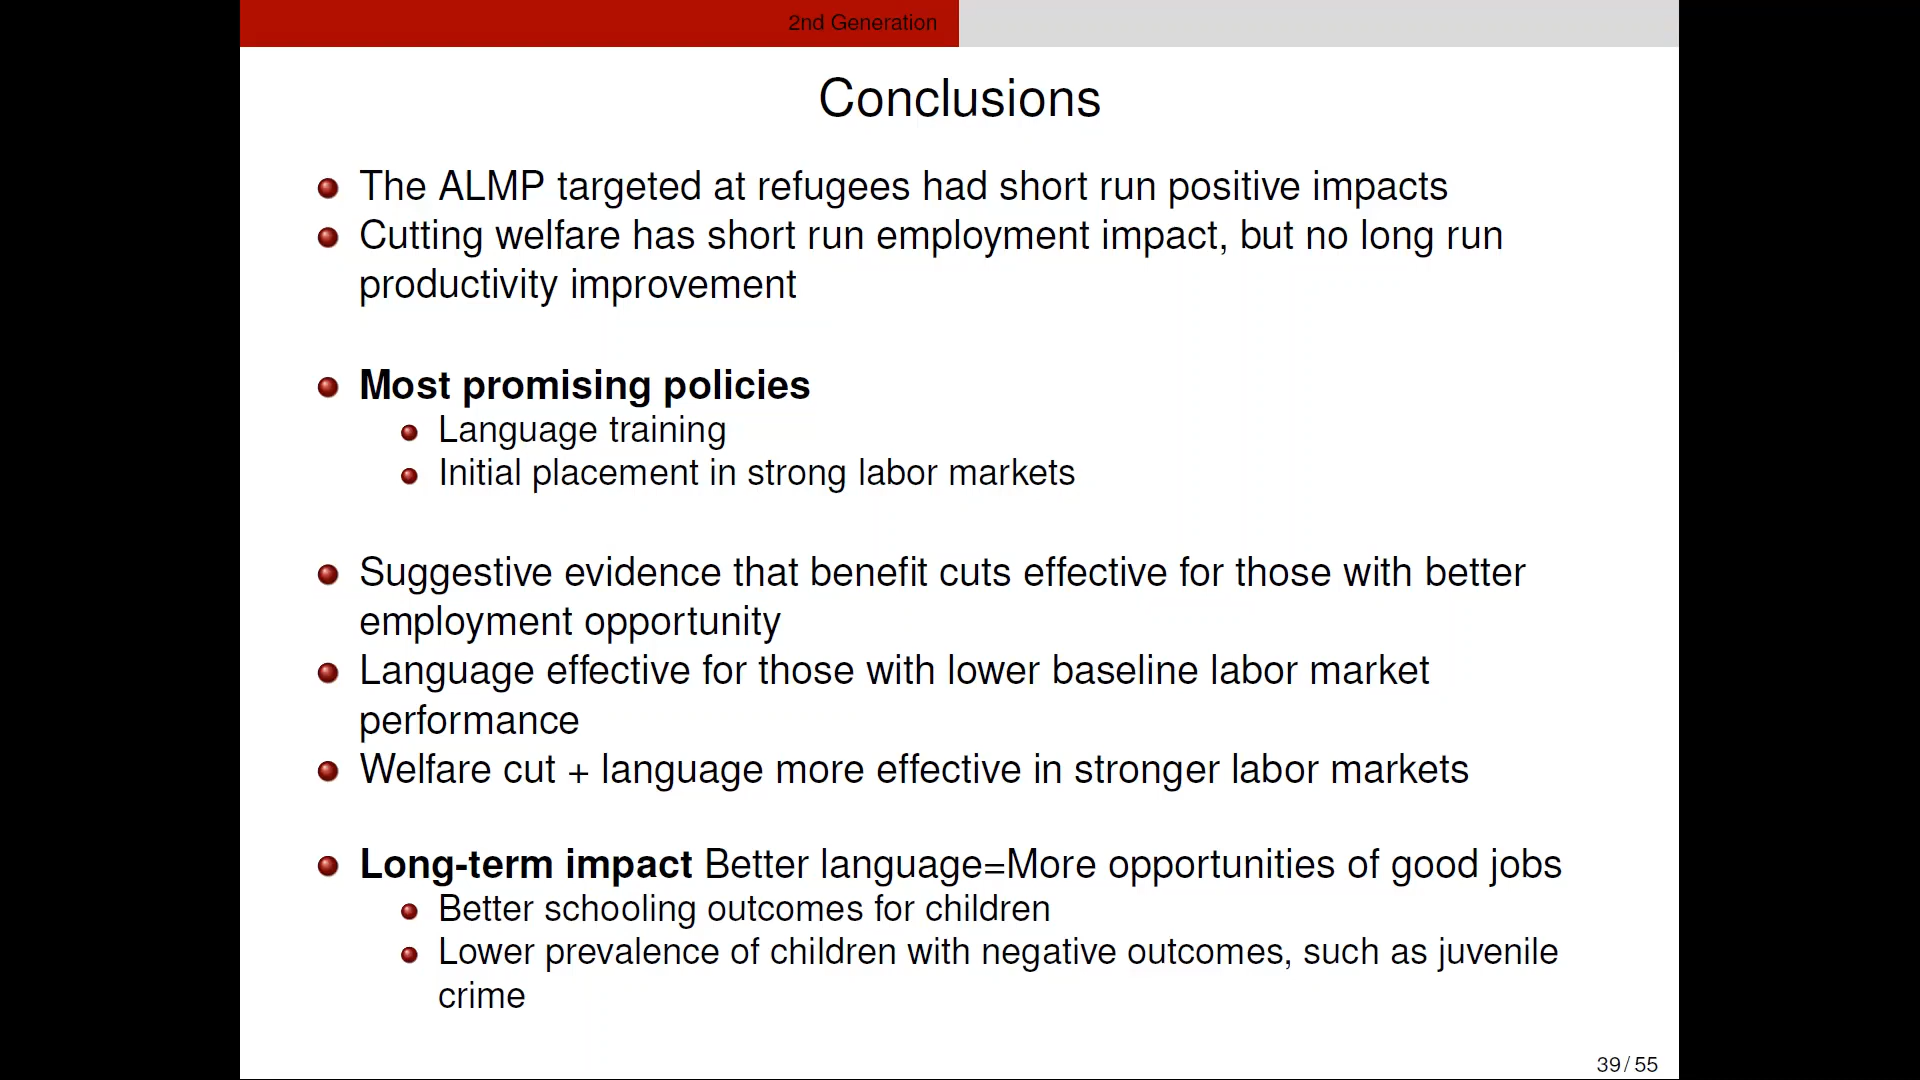 2nd Generation
Conclusions
The ALMP targeted at refugees had short run positive impacts
Cutting welfare has short run employment impact, but no long run
productivity improvement
Most promising policies
Language training
Initial placement in strong labor markets
Suggestive evidence that benefit cuts effective for those with better
employment opportunity
Language effective for those with lower baseline labor market
performance
Welfare cut + language more effective in stronger labor markets
Long-term impact Better language=More opportunities of good jobs
Better schooling outcomes for children
Lower prevalence of children with negative outcomes, such as juvenile
crime
39/55